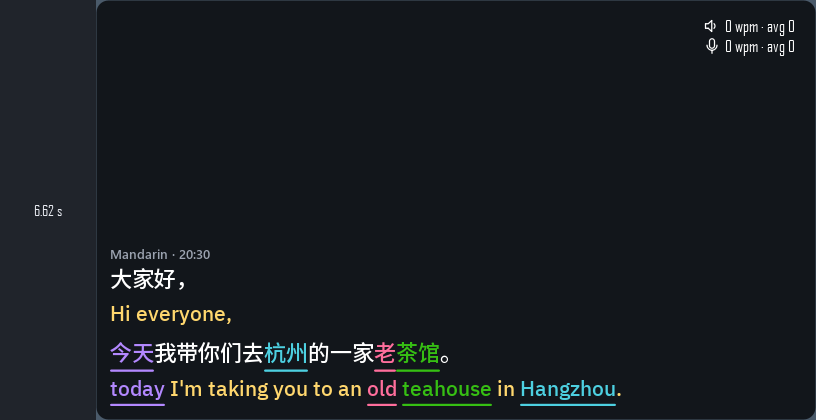 0 wpm · avg 0
0 wpm · avg 0
6.62 s
Mandarin · 20:30
大家好，
Hi everyone,
今天我带你们去杭州的一家老茶馆。
today I'm taking you to an old teahouse in Hangzhou.